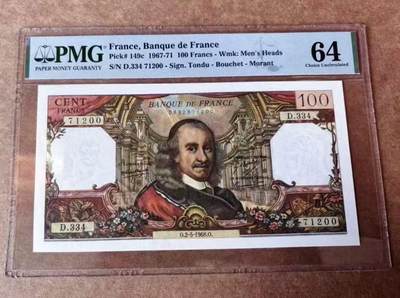 PMG
PAPER MONEY GUARANTY
France, Banque de France
Pick# 149c 1967-71 100 Francs - Wmk: Men's Heads
S/N D.334 71200 - Sign. Tondu - Bouchet - Morant
64
Choice Uncirculated
CENT
FRANCS
BANQUE DE FRANCE
100
71200
D.334
D.334
71200
O.2-5-1968.O.